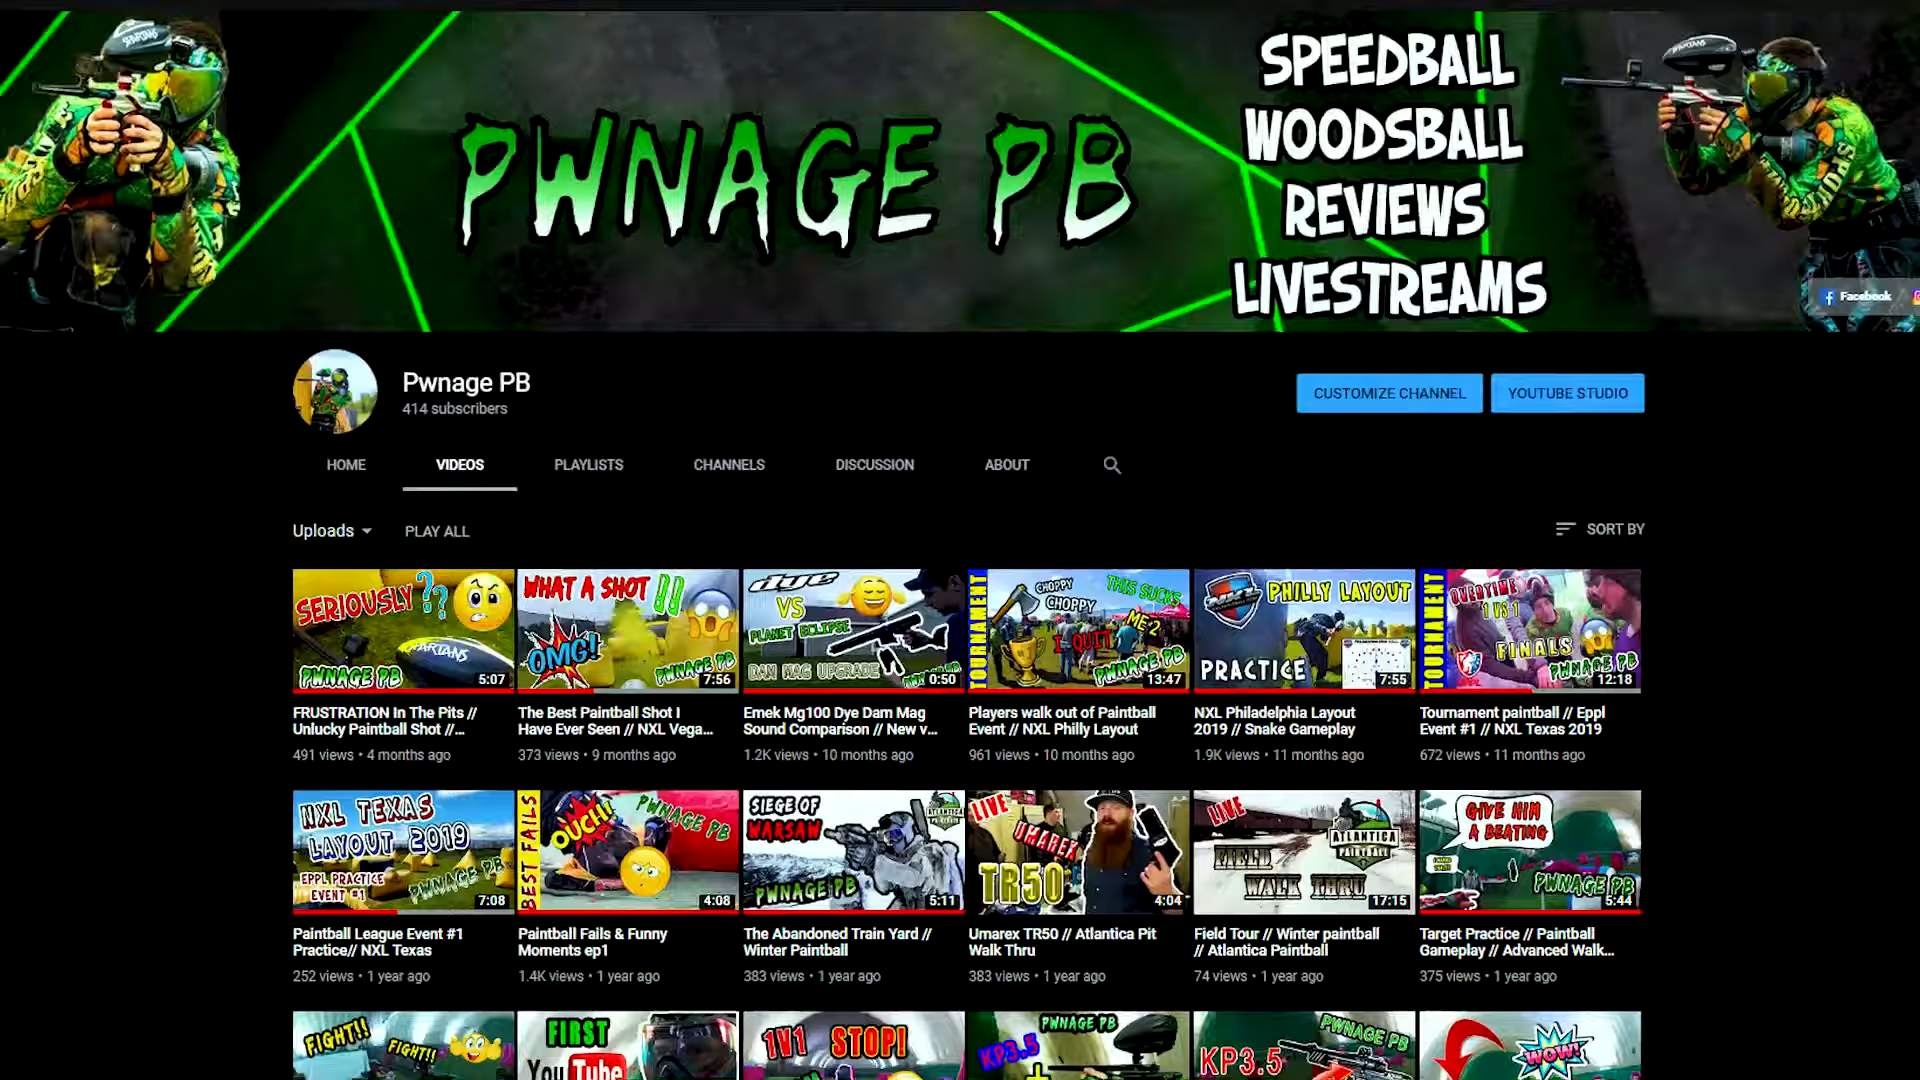 SPARTANS
SPARTANS
PWNAGE PB
SPEEDBALL
WOODSBALL
REVIEWS
LIVESTREAMS
Facebook
Pwnage PB
414 subscribers
CUSTOMIZE CHANNEL
YOUTUBE STUDIO
HOME
VIDEOS
PLAYLISTS
CHANNELS
DISCUSSION
ABOUT
Uploads
PLAY ALL
SORT BY
SERIOUSLY ???
SPARTANS
PWNAGE PB
5:07
WHAT A SHOT !!
OMG!
PWNAGE PB
7:56
dye
VS
PLANET ECLIPSE
DAN MAG UPGRADE
0:50
TOURNAMENT
CHOPPY
CHOPPY
THIS SUCKS
ME 2
I QUIT
PWNAGE PB
13:47
NXL
PHILLY LAYOUT
PRACTICE
7:55
TOURNAMENT
OVERTIME
1 VS 1
FINALS
PWNAGE PB
12:18
FRUSTRATION In The Pits //
Unlucky Paintball Shot //...
491 views • 4 months ago
The Best Paintball Shot I
Have Ever Seen // NXL Vega...
373 views • 9 months ago
Emek Mg100 Dye Dam Mag
Sound Comparison // New v...
1.2K views • 10 months ago
Players walk out of Paintball
Event // NXL Philly Layout
961 views • 10 months ago
NXL Philadelphia Layout
2019 // Snake Gameplay
1.9K views • 11 months ago
Tournament paintball // Eppl
Event #1 // NXL Texas 2019
672 views • 11 months ago
NXL TEXAS
LAYOUT 2019
EPPL PRACTICE
EVENT #1
PWNAGE PB
7:08
BEST FAILS
OUCH!
PWNAGE PB
4:08
SIEGE OF
WARSAW
PWNAGE PB
5:11
LIVE
UMAREX
TR50
4:04
LIVE
ATLANTICA
PAINTBALL
FIELD
WALK THRU
17:15
GIVE HIM
A BEATING
PWNAGE PB
5:44
Paintball League Event #1
Practice// NXL Texas
252 views • 1 year ago
Paintball Fails & Funny
Moments ep1
1.4K views • 1 year ago
The Abandoned Train Yard //
Winter Paintball
383 views • 1 year ago
Umarex TR50 // Atlantica Pit
Walk Thru
383 views • 1 year ago
Field Tour // Winter paintball
// Atlantica Paintball
74 views • 1 year ago
Target Practice // Paintball
Gameplay // Advanced Walk...
375 views • 1 year ago
FIGHT!!
FIGHT!!
FIRST
YouTube
1V1 STOP!
PWNAGE PB
KP3.5
+
PWNAGE PB
KP3.5
WOW!